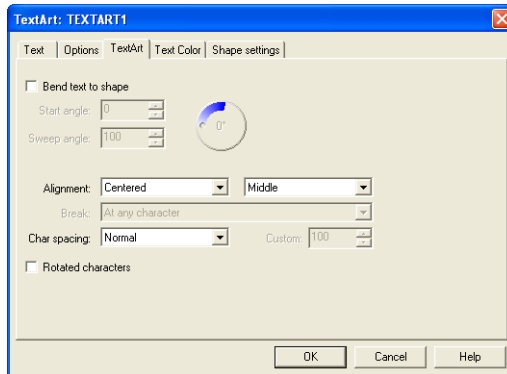 TextArt: TEXTART1
Text Options TextArt Text Color Shape settings
Bend text to shape
Start angle: 0
0°
Sweep angle: 100
Alignment: Centered Middle
Break: At any character
Char spacing: Normal Custom: 100
Rotated characters
OK Cancel Help